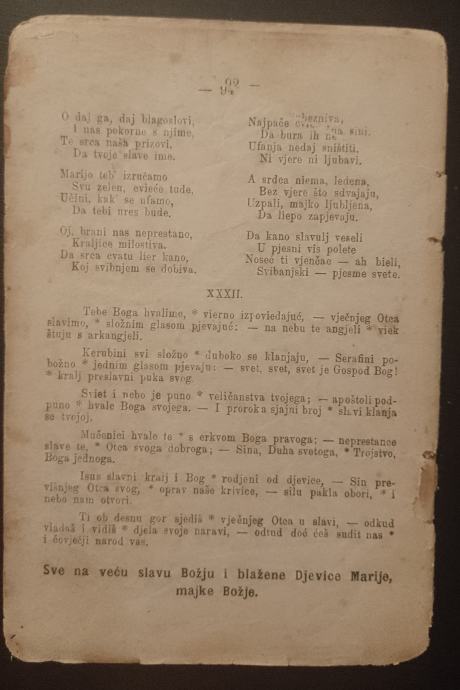 — 92 —
O daj ga, daj blagoslovi,
I nas pokorne s njime,
Te srca naša prizovi,
Da tvoje slave ime.
Marijo teb' izručamo
Svu zelen, evieće tude,
Učini, kak' se ufamo,
Da tebi ures bude.
Oj, brani nas neprestano,
Kraljice milostiva.
Da srca cvatu lier kano,
Koj svibnjem se dobiva.
Najpače
Da bura ih sini.
Ufanja nedaj sništiti,
Ni vjere ni ljubavi.
A srdca niema, ledena,
Bez vjere što sdvajaju,
Uzpali, majko ljubljena,
Da liepo zapjevaju.
Da kano slavulj veseli
U pjesni vis polete
Nosec ti vjenčac — ah bieli,
Svibanjski — pjesme svete.
XXXII.
Tebe Boga hvalimo, * vierno izpoviedajuć, — vječnjeg Otca
slavimo, * složnim glasom pjevajuć: — na nebu te angjeli * viek
štuju s arkangjeli.
Kerubini svi složno * duboko se klanjaju, — Serafini po-
božno * jednim glasom pjevaju: — svet, svet, svet je Gospod Bog!
* kralj preslavni puka svog.
Sviet i nebo je puno * veličanstva tvojega; — apoštoli pod-
puno * hvale Boga svojega. — I proroka sjajni broj * slavi klanja
se tvojoj.
Mučenici hvale te * s crkvom Boga pravoga; — neprestance
slave te, * Otca svoga dobroga; — Sina, Duha svetoga, * Trojstvo,
Boga jednoga.
Isus slavni kralj i Bog * rodjeni od djevice, — Sin pre-
višnjeg Otca svog, * oprav naše krivice, — silu pakla obori, * i
nebo nam otvori.
Ti ob desnu gor sjediš * vječnjeg Otca u slavi, — odkud
vladaš i vidiš * djela svoje naravi, — odtud doć ćeš sudit nas *
i čovječji narod vas.
Sve na veću slavu Božju i blažene Djevice Marije,
majke Božje.